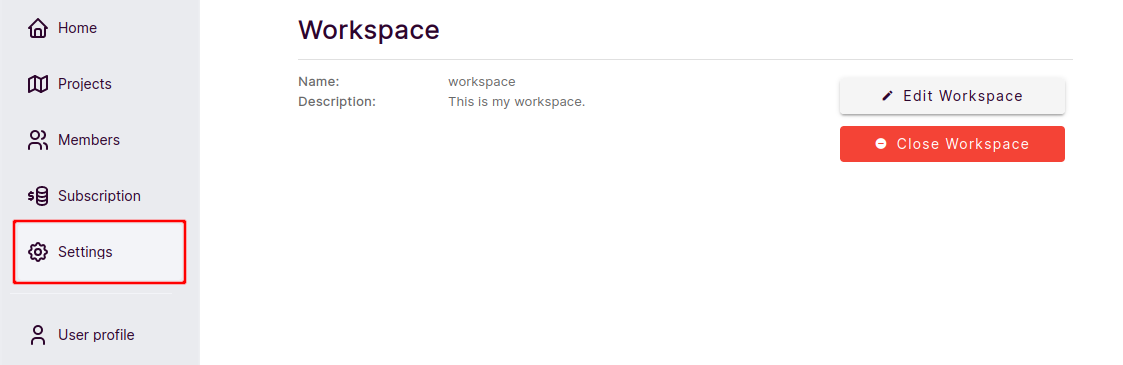 Home
Projects
Members
Subscription
Settings
User profile
Workspace
Name: workspace
Description: This is my workspace.
Edit Workspace
Close Workspace